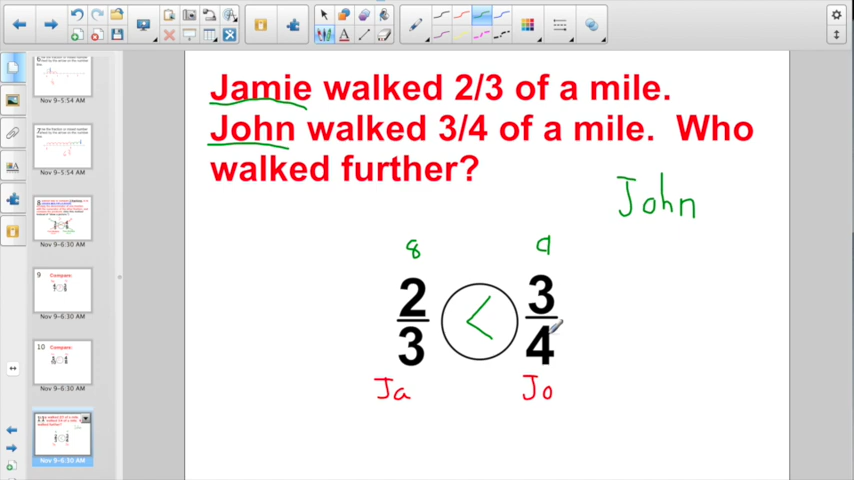 Jamie walked 2/3 of a mile.
John walked 3/4 of a mile. Who
walked further?
John
8 9
2 < 3
3 4
Ja Jo
6
Nov 9-5:54 AM
7
Nov 9-5:54 AM
8
Nov 9-6:30 AM
9 Compare:
Nov 9-6:30 AM
10 Compare:
Nov 9-6:30 AM
Nov 9-6:30 AM